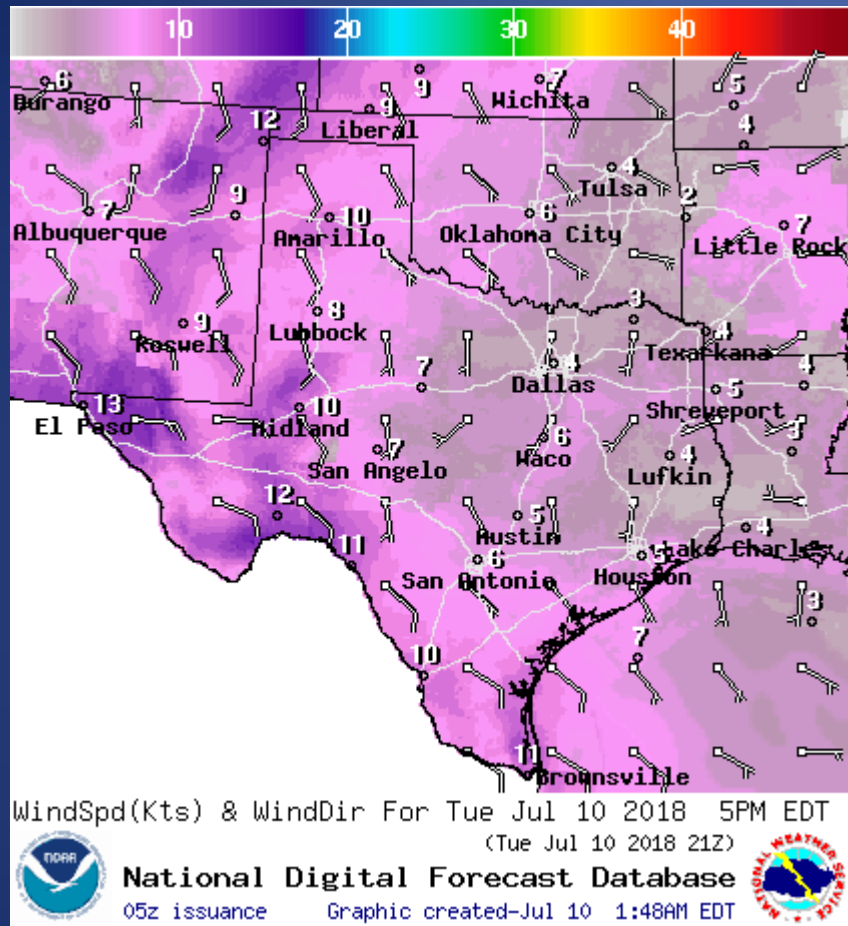 10 20 30 40
6 7 5
Durango 9 Wichita
9
12 Liberal 4
4
Tulsa
7 9 10 6 2 7
Albuquerque Amarillo Oklahoma City Little Rock
9 8 3
Roswell Lubbock 4
Texarkana
7 4 5 4
Dallas
13 10 Shreveport
El Paso Midland 7 6 3
San Angelo Waco 4
Lufkin
12 5 4
Austin
11 6 5 Lake Charles
San Antonio Houston
3
7
10
11
Brownsville
WindSpd(Kts) & WindDir For Tue Jul 10 2018 5PM EDT
(Tue Jul 10 2018 21Z)
NOAA
NATIONAL WEATHER SERVICE
National Digital Forecast Database
05z issuance Graphic created-Jul 10 1:48AM EDT